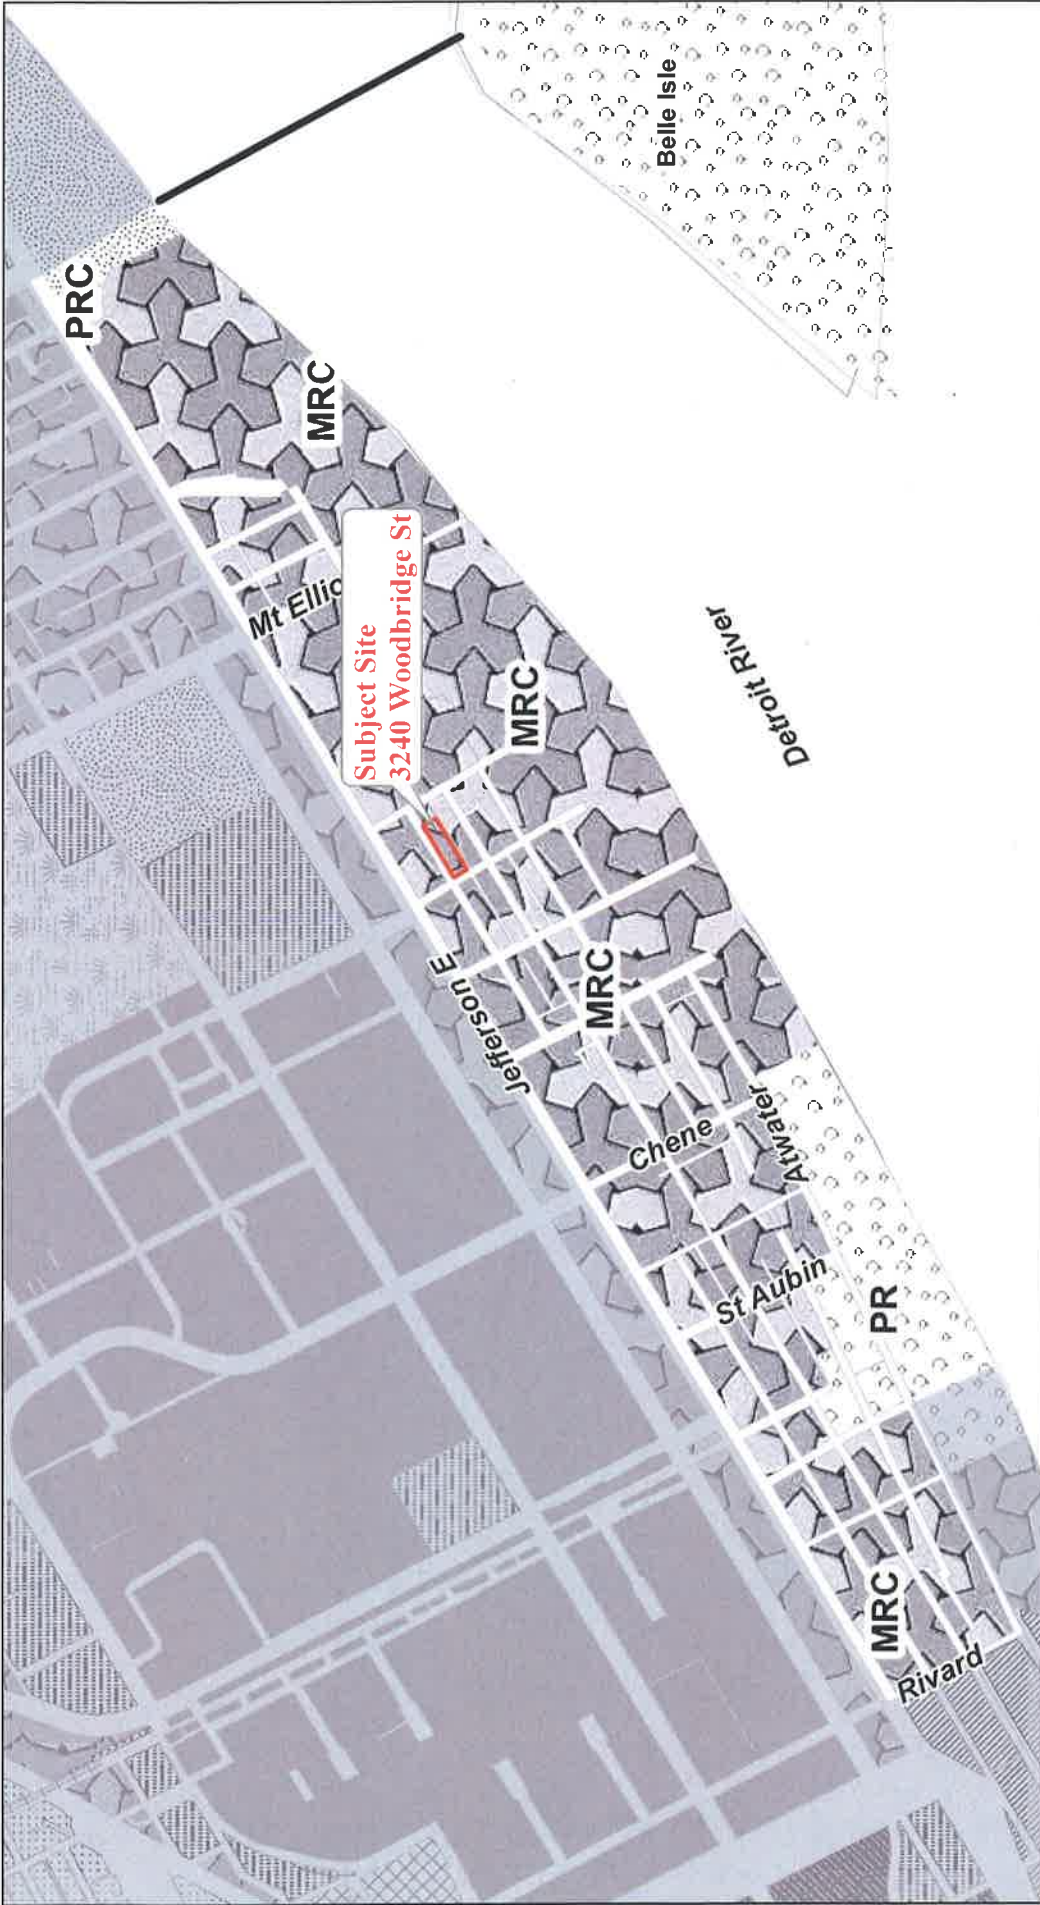 PRC
MRC
Belle Isle
Mt Ellio
Subject Site
3240 Woodbridge St
MRC
Detroit River
Jefferson E
MRC
Chene
Atwater
St Aubin
PR
MRC
Rivard